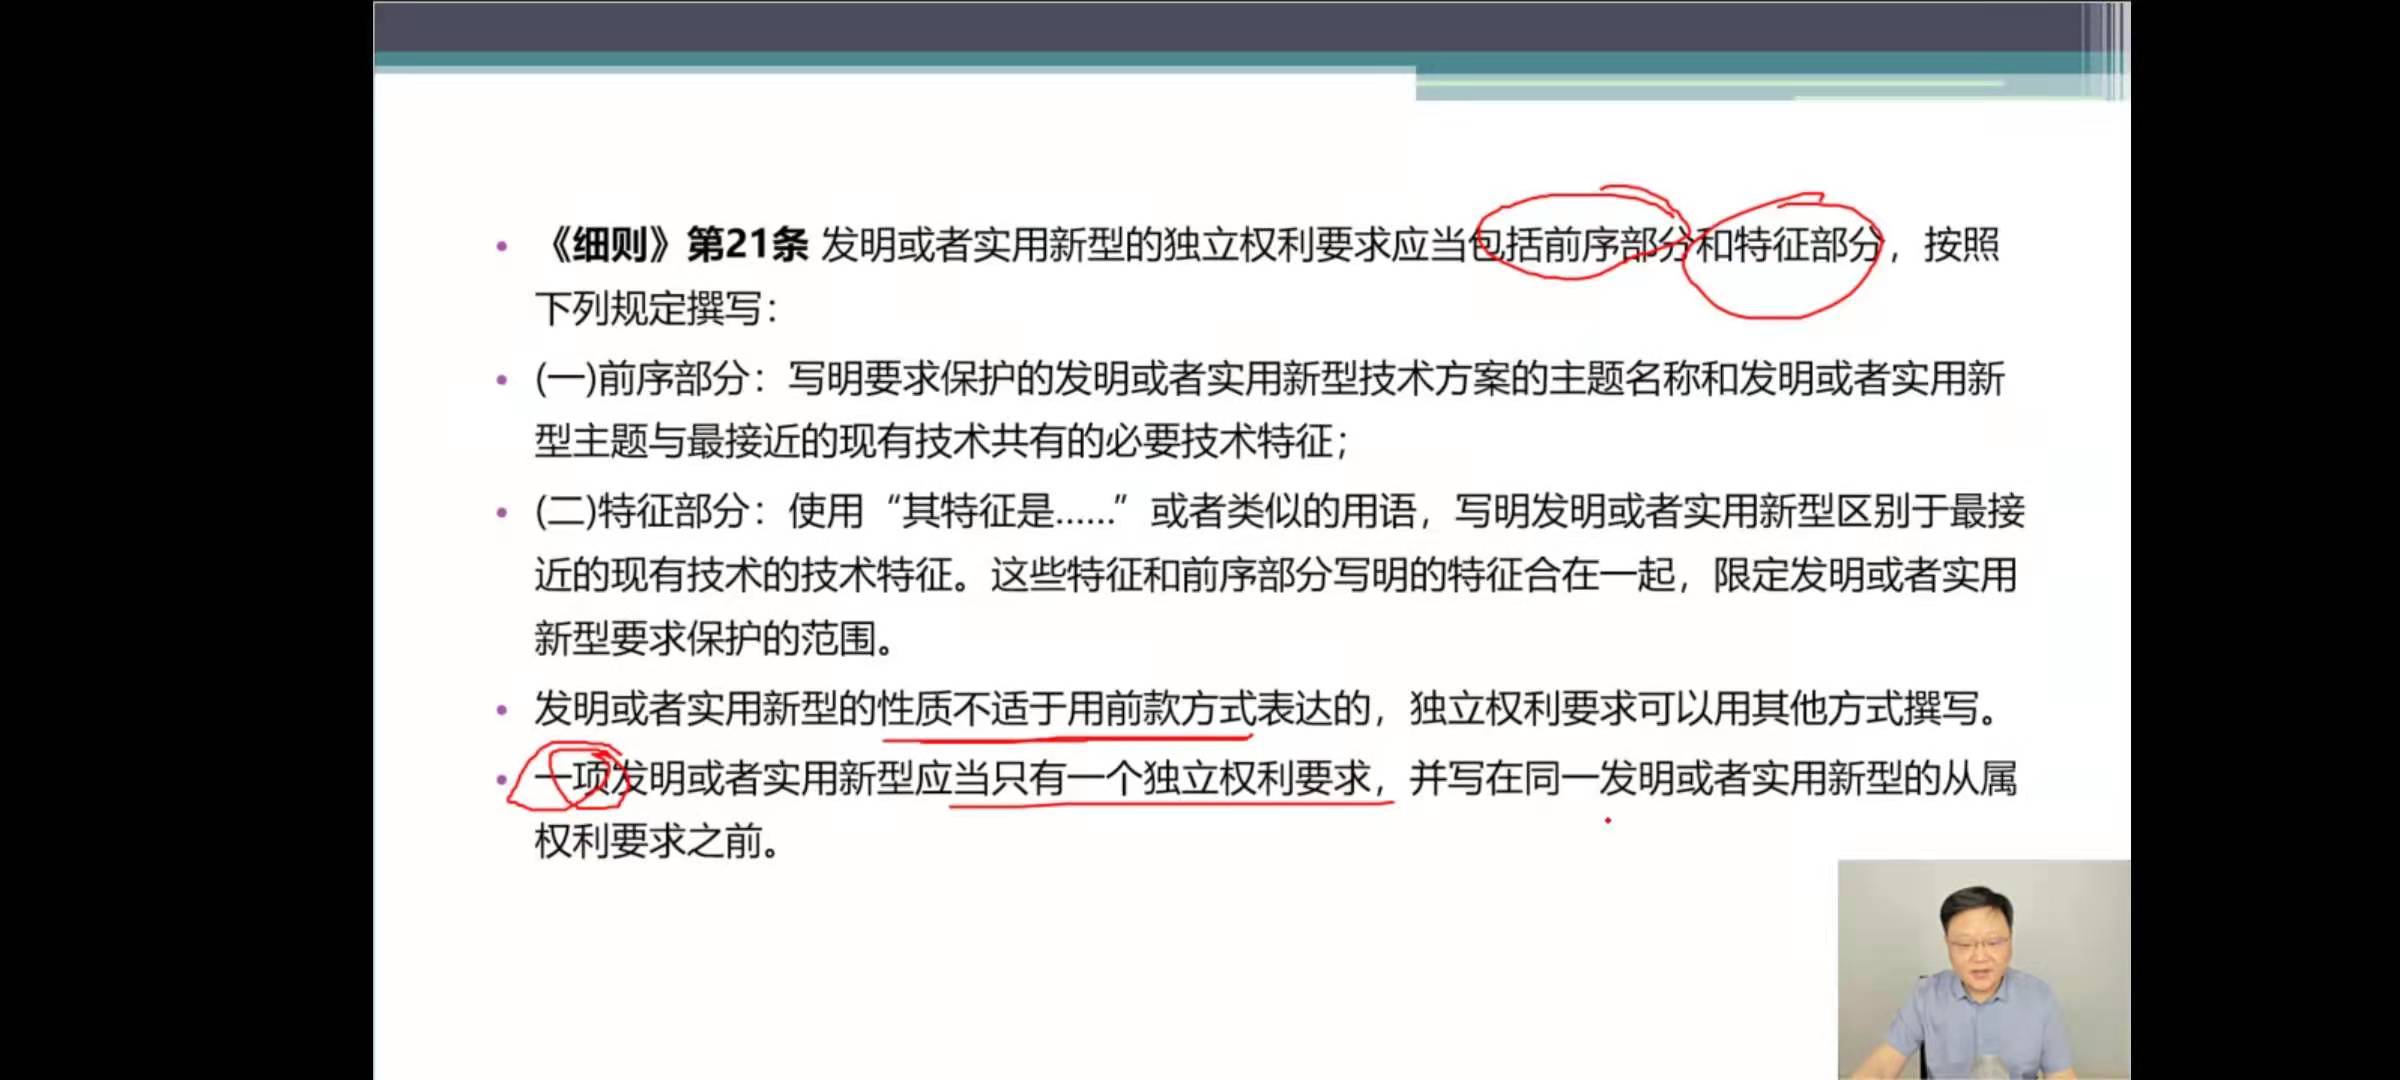 《细则》第21条 发明或者实用新型的独立权利要求应当包括前序部分和特征部分，按照
下列规定撰写：
(一)前序部分：写明要求保护的发明或者实用新型技术方案的主题名称和发明或者实用新
型主题与最接近的现有技术共有的必要技术特征；
(二)特征部分：使用“其特征是……”或者类似的用语，写明发明或者实用新型区别于最接
近的现有技术的技术特征。这些特征和前序部分写明的特征合在一起，限定发明或者实用
新型要求保护的范围。
发明或者实用新型的性质不适于用前款方式表达的，独立权利要求可以用其他方式撰写。
一项发明或者实用新型应当只有一个独立权利要求，并写在同一发明或者实用新型的从属
权利要求之前。